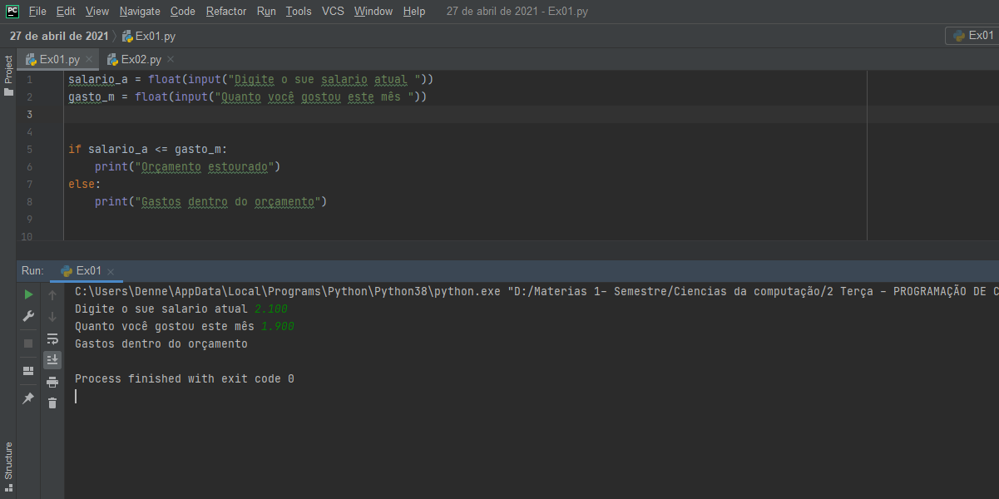 PC File Edit View Navigate Code Refactor Run Tools VCS Window Help 27 de abril de 2021 - Ex01.py
27 de abril de 2021 Ex01.py Ex01
Project
Ex01.py Ex02.py
1 salario_a = float(input("Digite o sue salario atual "))
2 gasto_m = float(input("Quanto você gostou este mês "))
3
4
5 if salario_a <= gasto_m:
6 print("Orçamento estourado")
7 else:
8 print("Gastos dentro do orçamento")
9
10
Run: Ex01
C:\Users\Denne\AppData\Local\Programs\Python\Python38\python.exe "D:/Materias 1- Semestre/Ciencias da computação/2 Terça - PROGRAMAÇÃO DE C
Digite o sue salario atual 2.100
Quanto você gostou este mês 1.900
Gastos dentro do orçamento
Process finished with exit code 0
Structure